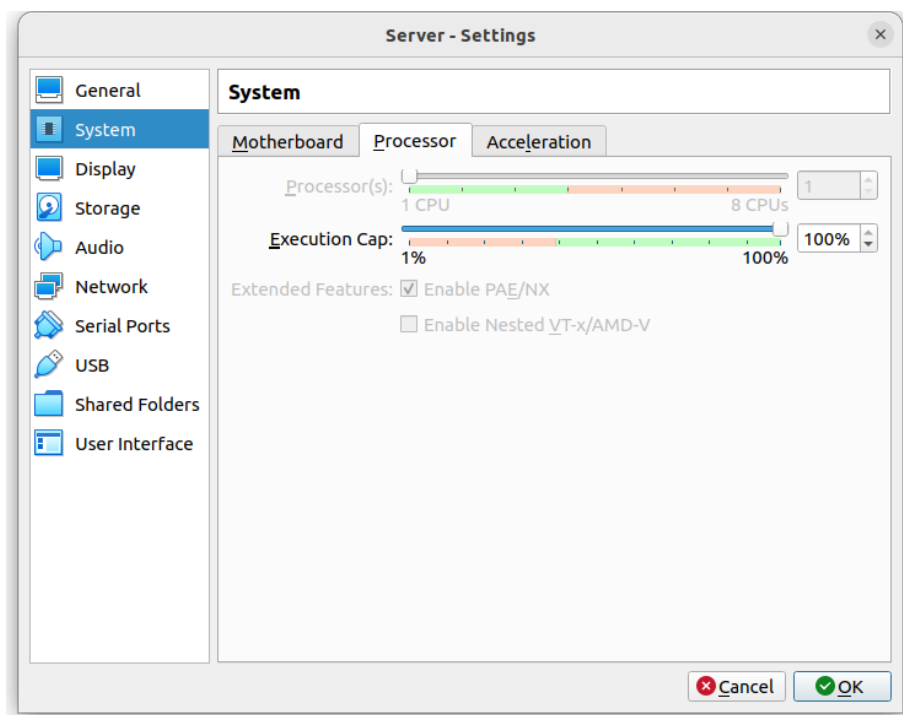 Server - Settings
General
System
Display
Storage
Audio
Network
Serial Ports
USB
Shared Folders
User Interface
System
Motherboard
Processor
Acceleration
Processor(s):
1
1 CPU
8 CPUs
Execution Cap:
100%
1%
100%
Extended Features:
Enable PAE/NX
Enable Nested VT-x/AMD-V
Cancel
OK